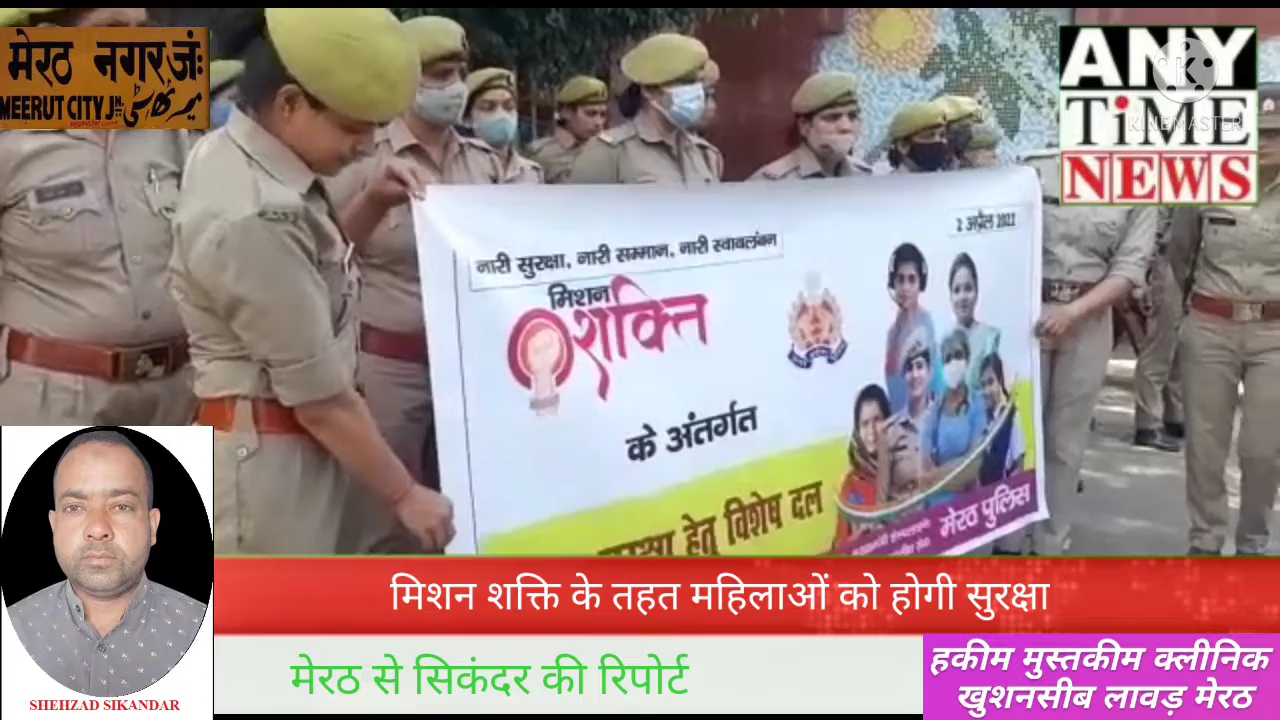 मेरठ नगर जं:
MEERUT CITY JN.
ANY
TiME
NEWS
KINEMASTER
2 अप्रैल 2022
नारी सुरक्षा, नारी सम्मान, नारी स्वावलंबन
मिशन
शक्ति
के अंतर्गत
हेतु विशेष दल
मेरठ पुलिस
मिशन शक्ति के तहत महिलाओं को होगी सुरक्षा
मेरठ से सिकंदर की रिपोर्ट
हकीम मुस्तकीम क्लीनिक
खुशनसीब लावड़ मेरठ
SHEHZAD SIKANDAR